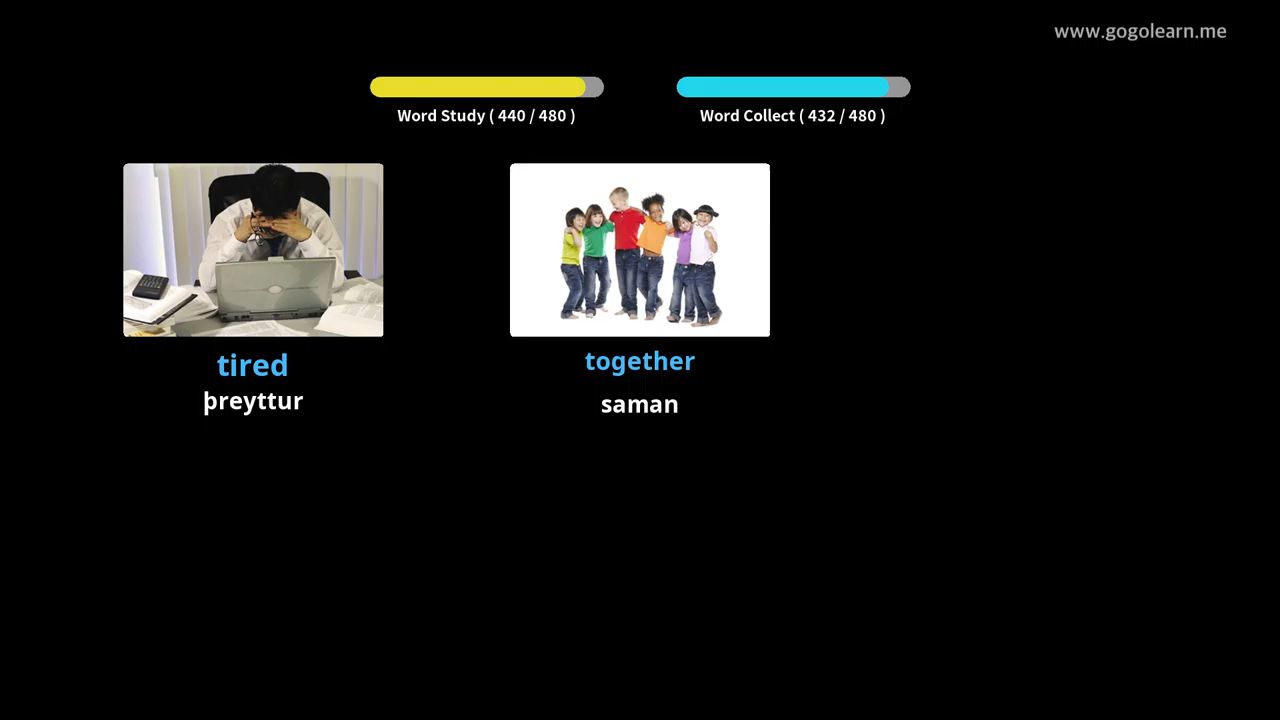 www.gogolearn.me
Word Study ( 440 / 480 )
Word Collect ( 432 / 480 )
tired
þreyttur
together
saman